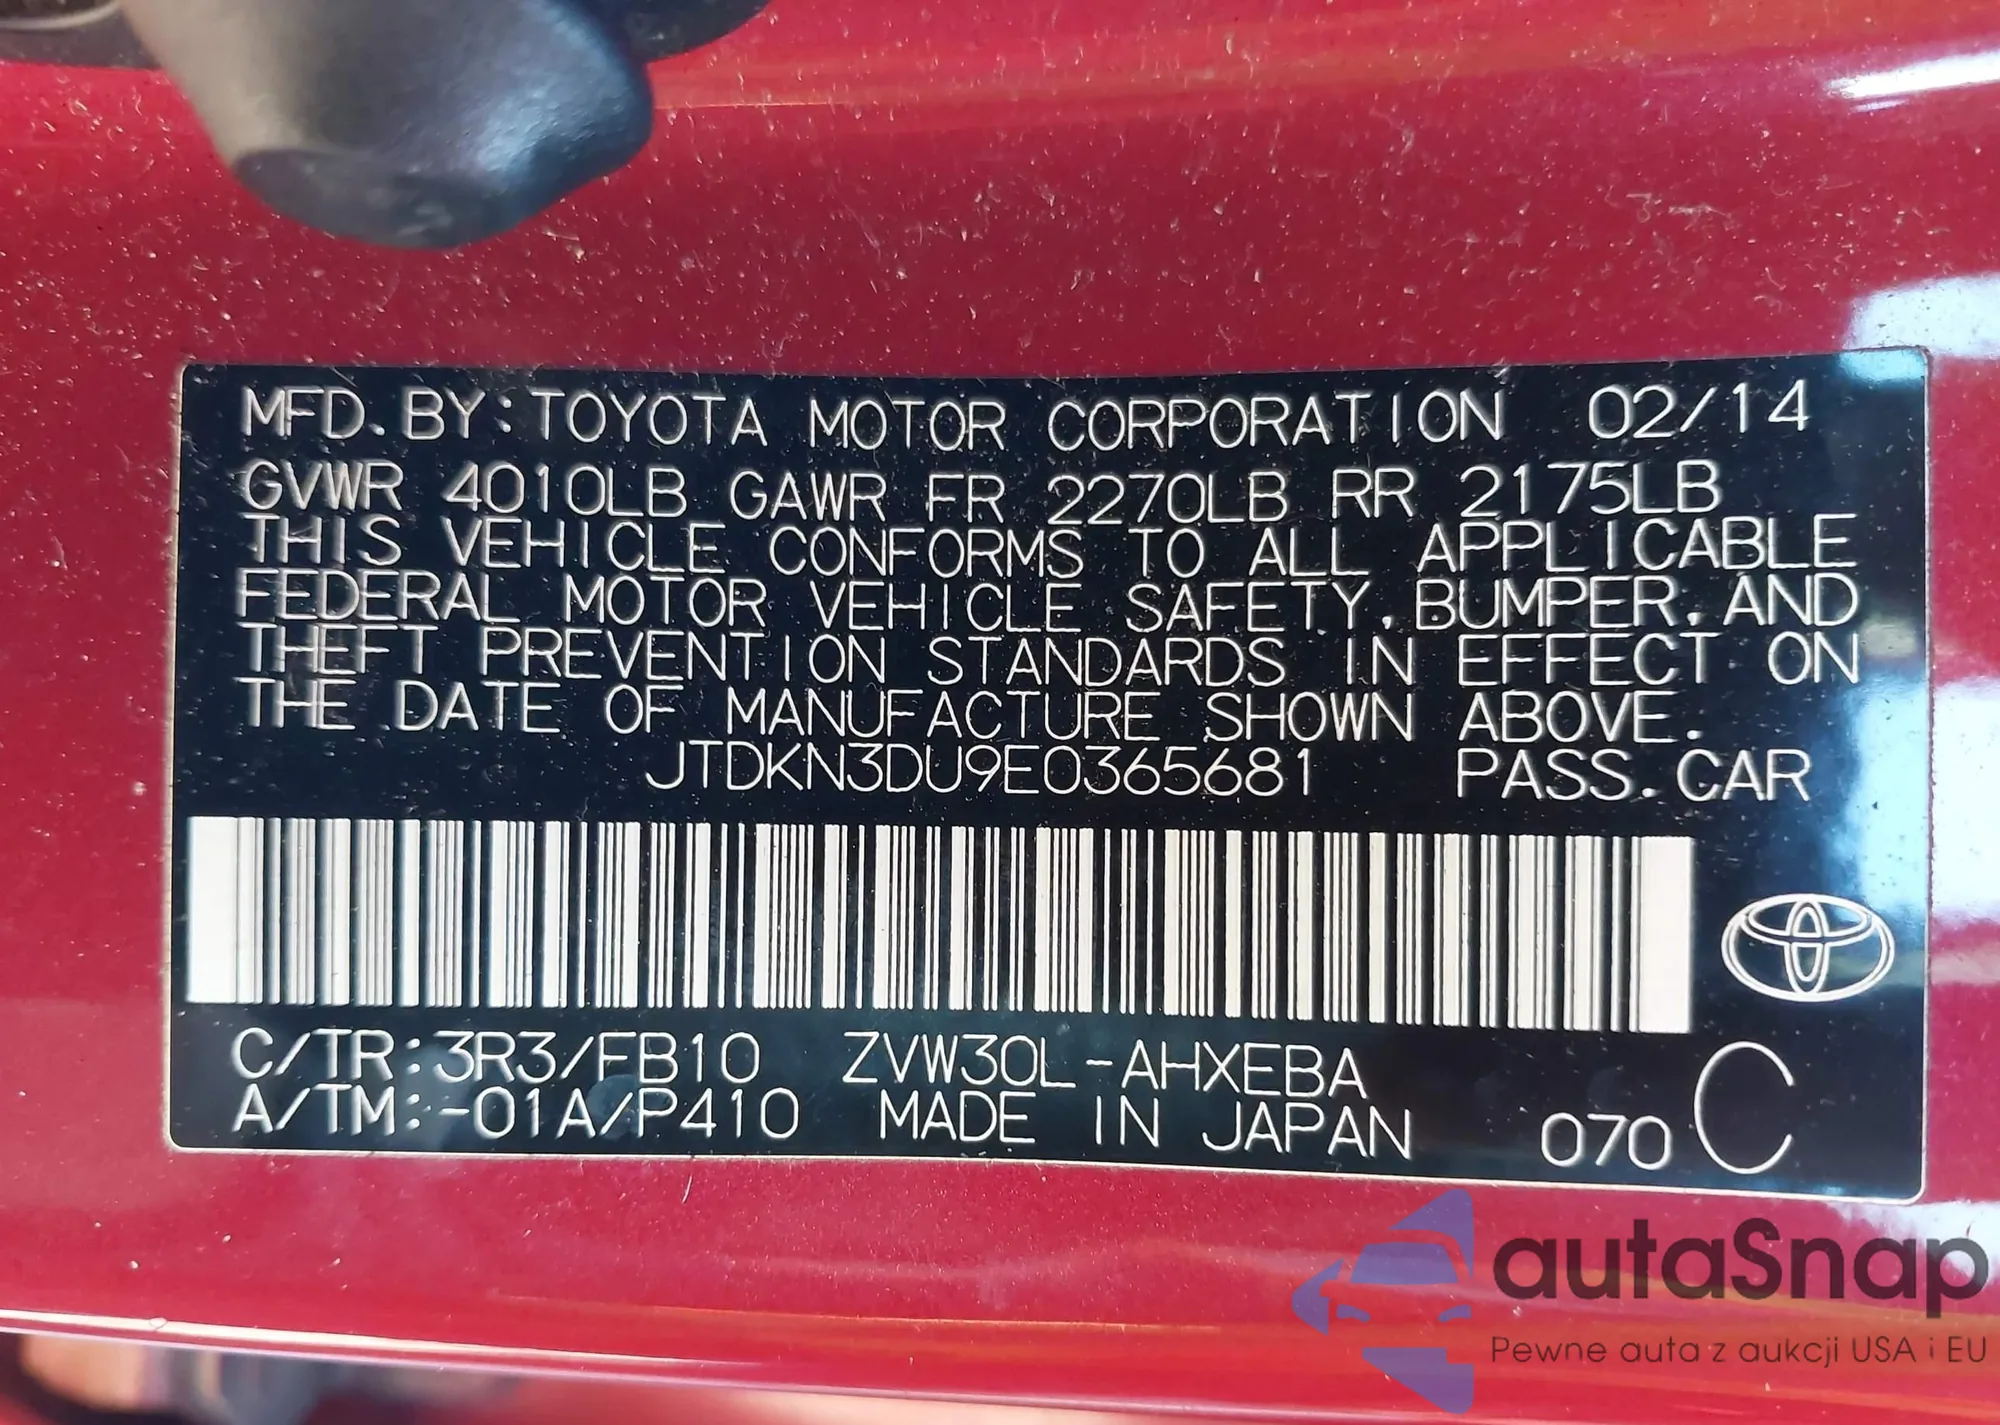 MFD. BY: TOYOTA MOTOR CORPORATION 02/14
GVWR 4010LB GAWR FR 2270LB RR 2175LB
THIS VEHICLE CONFORMS TO ALL APPLICABLE
FEDERAL MOTOR VEHICLE SAFETY, BUMPER, AND
THEFT PREVENTION STANDARDS IN EFFECT ON
THE DATE OF MANUFACTURE SHOWN ABOVE.
JTDKN3DU9E0365681 PASS. CAR
C/TR: 3R3/FB10 ZVW30L-AHXEBA
A/TM: -01A/P410 MADE IN JAPAN 070 C
autaSnap
Pewne auta z aukcji USA i EU